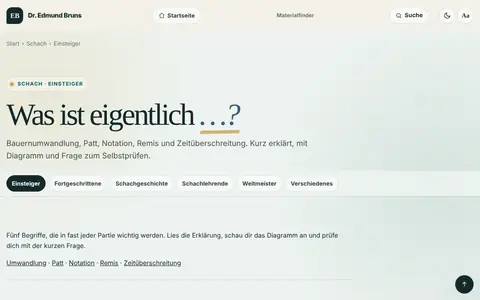 EB Dr. Edmund Bruns Startseite Materialfinder Suche Aa
Start › Schach › Einsteiger
SCHACH · EINSTEIGER
Was ist eigentlich …?
Bauernumwandlung, Patt, Notation, Remis und Zeitüberschreitung. Kurz erklärt, mit
Diagramm und Frage zum Selbstprüfen.
Einsteiger Fortgeschrittene Schachgeschichte Schachlehrende Weltmeister Verschiedenes
Fünf Begriffe, die in fast jeder Partie wichtig werden. Lies die Erklärung, schau dir das Diagramm an und prüfe
dich mit der kurzen Frage.
Umwandlung · Patt · Notation · Remis · Zeitüberschreitung